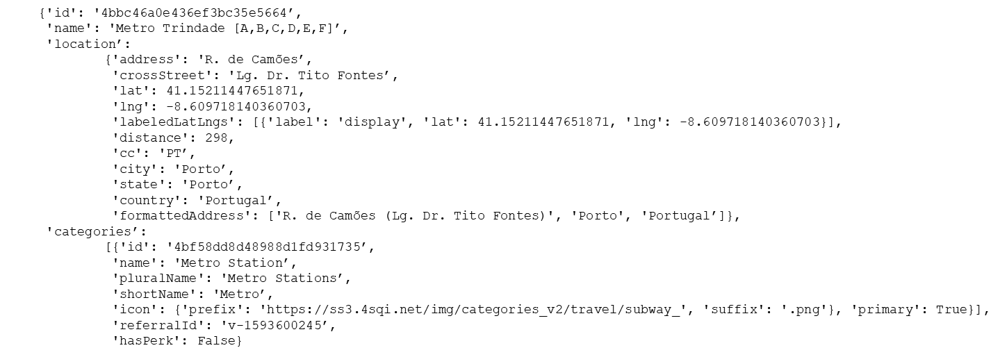 {'id': '4bbc46a0e436ef3bc35e5664’,
'name': 'Metro Trindade [A,B,C,D,E,F]’,
'location’:
{'address': 'R. de Camões’,
'crossStreet': 'Lg. Dr. Tito Fontes’,
'lat': 41.15211447651871,
'lng': -8.609718140360703,
'labeledLatLngs': [{'label': 'display', 'lat': 41.15211447651871, 'lng': -8.609718140360703}],
'distance': 298,
'cc': 'PT’,
'city': 'Porto’,
'state': 'Porto’,
'country': 'Portugal’,
'formattedAddress': ['R. de Camões (Lg. Dr. Tito Fontes)', 'Porto', 'Portugal’]},
'categories’:
[{'id': '4bf58dd8d48988d1fd931735’,
'name': 'Metro Station’,
'pluralName': 'Metro Stations’,
'shortName': 'Metro’,
'icon': {'prefix': 'https://ss3.4sqi.net/img/categories_v2/travel/subway_', 'suffix': '.png'}, 'primary': True}],
'referralId': 'v-1593600245’,
'hasPerk': False}